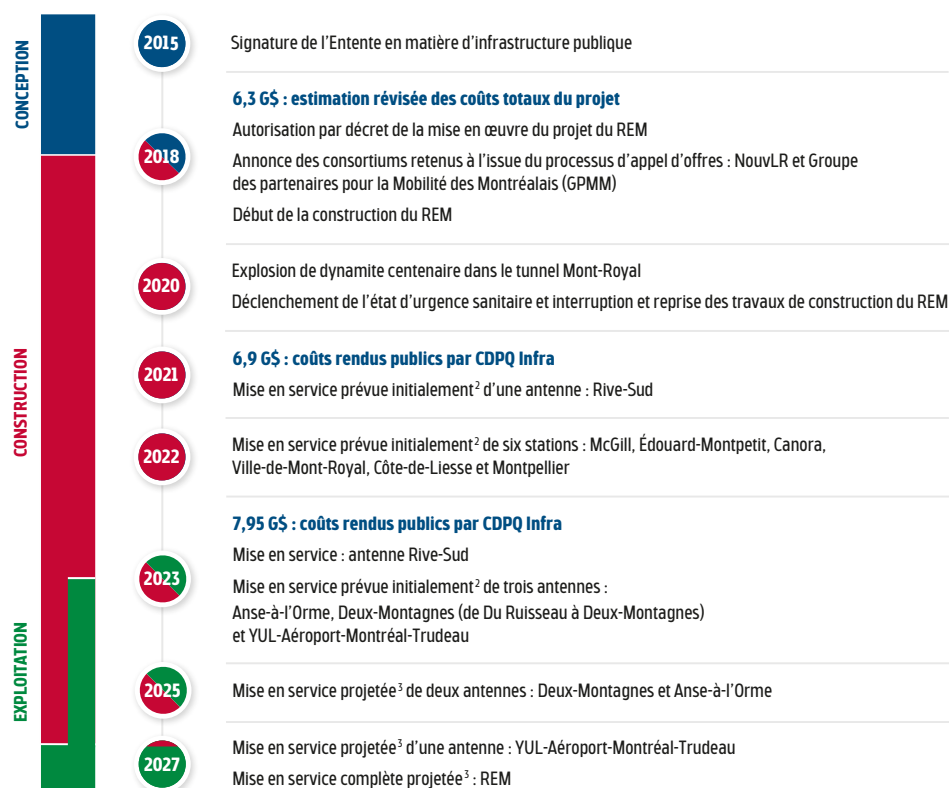 CONCEPTION
CONSTRUCTION
EXPLOITATION
2015
Signature de l'Entente en matière d'infrastructure publique
2018
6,3 G$ : estimation révisée des coûts totaux du projet
Autorisation par décret de la mise en œuvre du projet du REM
Annonce des consortiums retenus à l'issue du processus d'appel d'offres : NouvLR et Groupe
des partenaires pour la Mobilité des Montréalais (GPMM)
Début de la construction du REM
2020
Explosion de dynamite centenaire dans le tunnel Mont-Royal
Déclenchement de l'état d'urgence sanitaire et interruption et reprise des travaux de construction du REM
2021
6,9 G$ : coûts rendus publics par CDPQ Infra
Mise en service prévue initialement² d'une antenne : Rive-Sud
2022
Mise en service prévue initialement² de six stations : McGill, Édouard-Montpetit, Canora,
Ville-de-Mont-Royal, Côte-de-Liesse et Montpellier
2023
7,95 G$ : coûts rendus publics par CDPQ Infra
Mise en service : antenne Rive-Sud
Mise en service prévue initialement² de trois antennes :
Anse-à-l'Orme, Deux-Montagnes (de Du Ruisseau à Deux-Montagnes)
et YUL-Aéroport-Montréal-Trudeau
2025
Mise en service projetée³ de deux antennes : Deux-Montagnes et Anse-à-l'Orme
2027
Mise en service projetée³ d'une antenne : YUL-Aéroport-Montréal-Trudeau
Mise en service complète projetée³ : REM